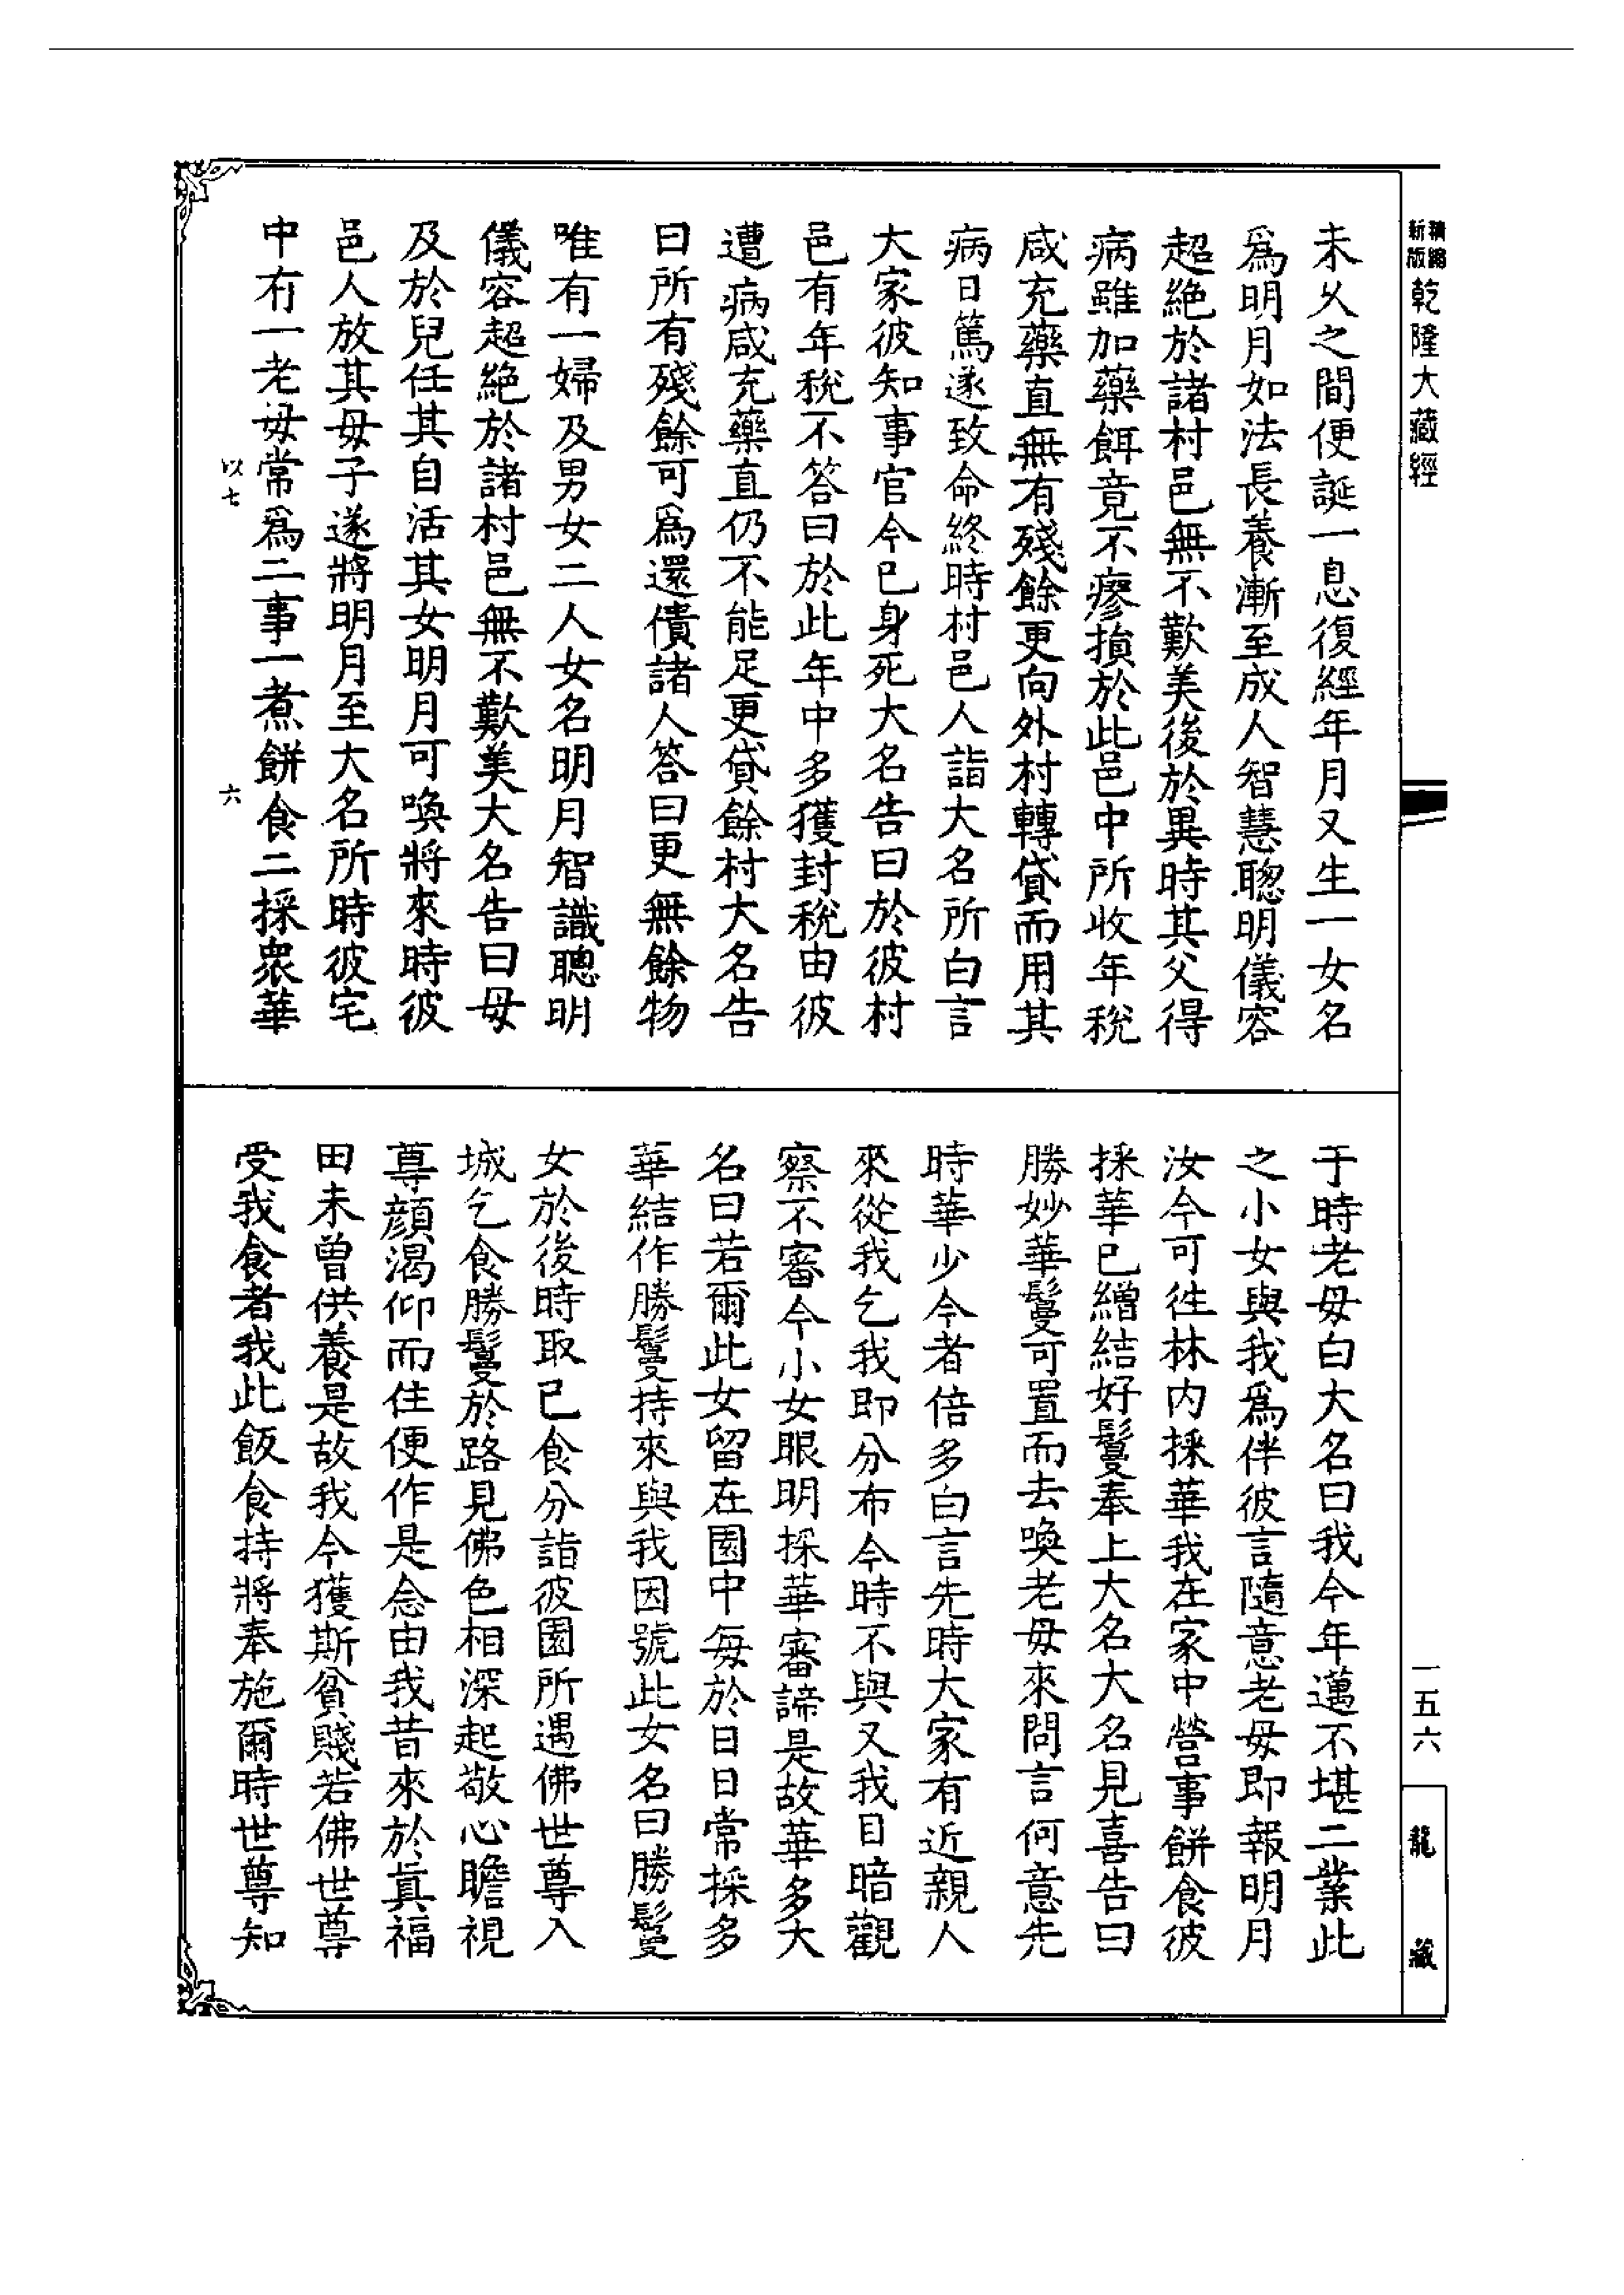 精縮
新版
乾隆大藏經
未久之間便誕一息復經年月又生一女名
爲明月如法長養漸至成人智慧聰明儀容
超絶於諸村邑無不歎美後於異時其父得
病雖加藥餌竟不瘳損於此邑中所收年稅
咸充藥直無有殘餘更向外村轉貸而用其
病日篤遂致命終時村邑人詣大名所白言
大家彼知事官今已身死大名告曰於彼村
邑有年稅不答曰於此年中多獲封稅由彼
遭病咸充藥直仍不能足更貸餘村大名告
曰所有殘餘可爲還債諸人答曰更無餘物
唯有一婦及男女二人女名明月智識聰明
儀容超絶於諸村邑無不歎美大名告曰母
及於兒任其自活其女明月可喚將來時彼
邑人放其母子遂將明月至大名所時彼宅
中有一老母常爲二事一煮餅食二採衆華
以七
六
于時老母白大名曰我今年邁不堪二業此
之小女與我爲伴彼言隨意老母即報明月
汝今可徃林内採華我在家中營事餅食彼
採華已繒結好鬘奉上大名大名見喜告曰
勝妙華鬘可置而去喚老母來問言何意先
時華少今者倍多白言先時大家有近親人
來從我乞我即分布今時不與又我目暗觀
察不審今小女眼明採華審諦是故華多大
名曰若爾此女留在園中每於日日常採多
華結作勝鬘持來與我因號此女名曰勝鬘
女於後時取已食分詣彼園所遇佛世尊入
城乞食勝鬘於路見佛色相深起敬心瞻視
尊顏渴仰而住便作是念由我昔來於眞福
田未曾供養是故我今獲斯貧賤若佛世尊
受我食者我此飯食持將奉施爾時世尊知
一五六
龍藏